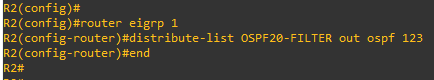 R2(config)#
R2(config)#router eigrp 1
R2(config-router)#distribute-list OSPF20-FILTER out ospf 123
R2(config-router)#end
R2#